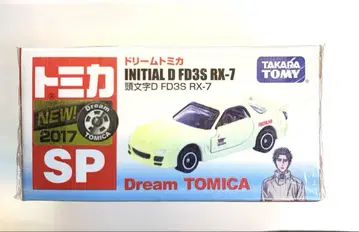 トミカ
NEW!
2017
Dream
TOMICA
SP
ドリームトミカ
INITIAL D FD3S RX-7
頭文字D FD3S RX-7
TAKARA
TOMY
Dream TOMICA